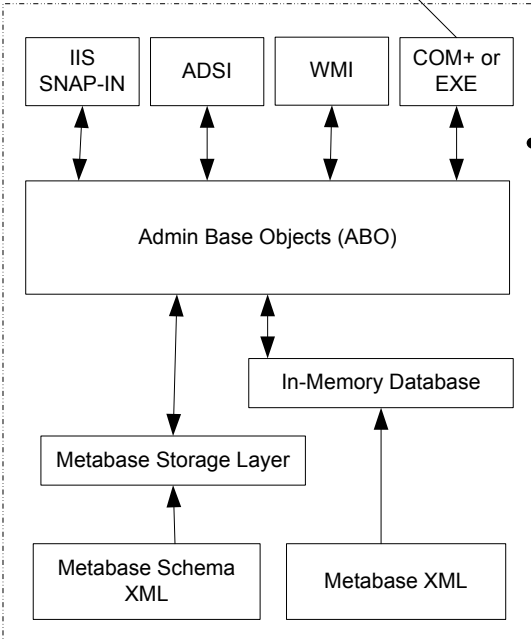 IIS
SNAP-IN
ADSI
WMI
COM+ or
EXE
Admin Base Objects (ABO)
In-Memory Database
Metabase Storage Layer
Metabase Schema
XML
Metabase XML